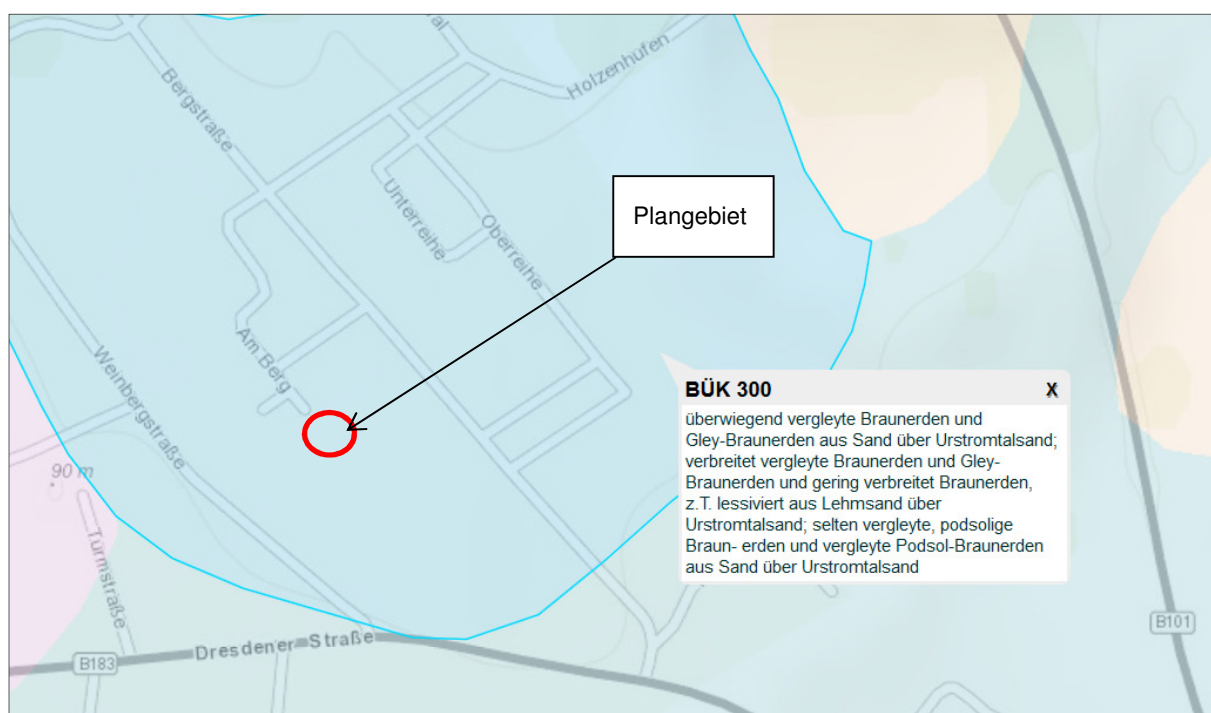 al
Holzenhufen
Bergstraße
Unterreihe
Oberreihe
Plangebiet
Am Berg
Weinbergstraße
BÜK 300 X
überwiegend vergleyte Braunerden und
Gley-Braunerden aus Sand über Urstromtalsand;
verbreitet vergleyte Braunerden und Gley-
Braunerden und gering verbreitet Braunerden,
z.T. lessiviert aus Lehmsand über
Urstromtalsand; selten vergleyte, podsolige
Braun- erden und vergleyte Podsol-Braunerden
aus Sand über Urstromtalsand
90 m
Turmstraße
Dresdener Straße
B183
B101